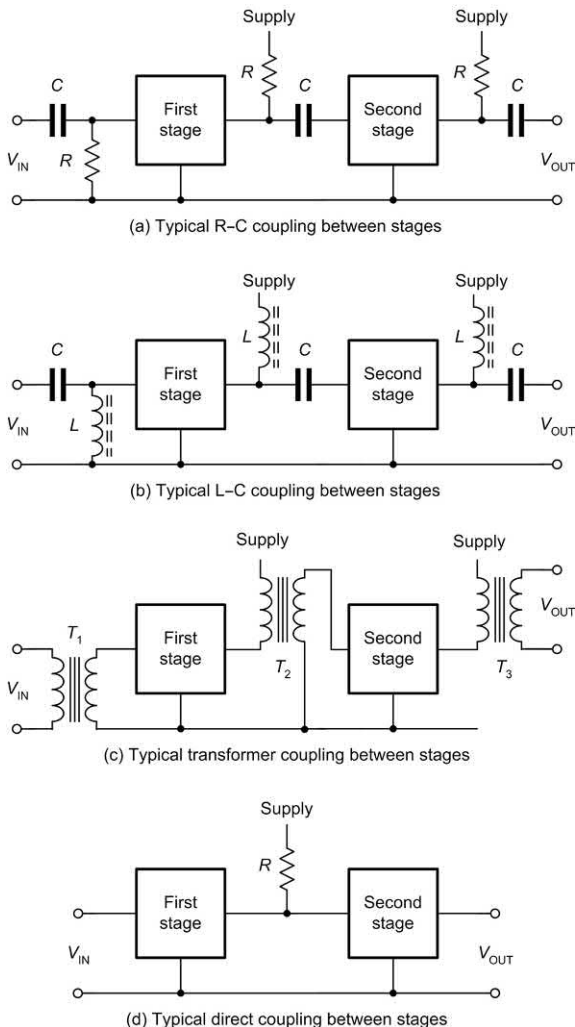 Supply Supply
R R
C C C
First stage
Second stage
V_IN R V_OUT
(a) Typical R–C coupling between stages
Supply Supply
L L
C C C
First stage
Second stage
V_IN L V_OUT
(b) Typical L–C coupling between stages
Supply Supply
T_1
First stage
Second stage
V_OUT
V_IN T_2 T_3
(c) Typical transformer coupling between stages
Supply
R
First stage
Second stage
V_IN V_OUT
(d) Typical direct coupling between stages